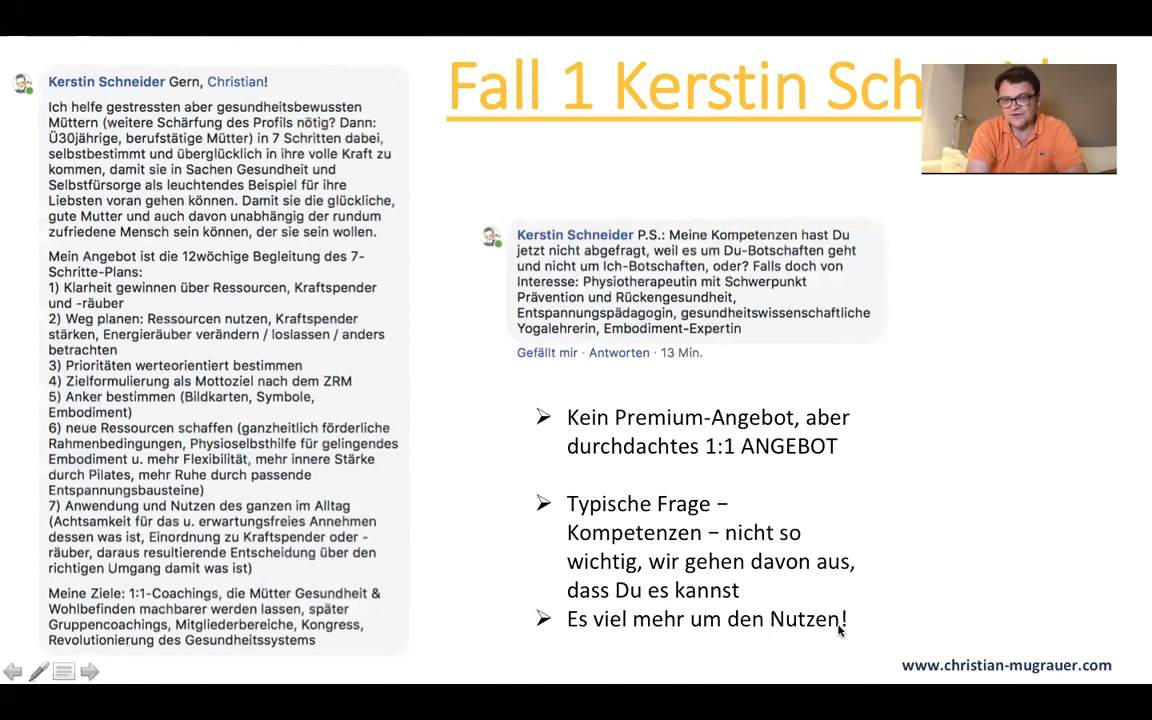 Fall 1 Kerstin Sch
Kerstin Schneider Gern, Christian!
Ich helfe gestressten aber gesundheitsbewussten
Müttern (weitere Schärfung des Profils nötig? Dann:
Ü30jährige, berufstätige Mütter) in 7 Schritten dabei,
selbstbestimmt und überglücklich in ihre volle Kraft zu
kommen, damit sie in Sachen Gesundheit und
Selbstfürsorge als leuchtendes Beispiel für ihre
Liebsten voran gehen können. Damit sie die glückliche,
gute Mutter und auch davon unabhängig der rundum
zufriedene Mensch sein können, der sie sein wollen.
Mein Angebot ist die 12wöchige Begleitung des 7-
Schritte-Plans:
1) Klarheit gewinnen über Ressourcen, Kraftspender
und -räuber
2) Weg planen: Ressourcen nutzen, Kraftspender
stärken, Energieräuber verändern / loslassen / anders
betrachten
3) Prioritäten werteorientiert bestimmen
4) Zielformulierung als Mottoziel nach dem ZRM
5) Anker bestimmen (Bildkarten, Symbole,
Embodiment)
6) neue Ressourcen schaffen (ganzheitlich förderliche
Rahmenbedingungen, Physioselbsthilfe für gelingendes
Embodiment u. mehr Flexibilität, mehr innere Stärke
durch Pilates, mehr Ruhe durch passende
Entspannungsbausteine)
7) Anwendung und Nutzen des ganzen im Alltag
(Achtsamkeit für das u. erwartungsfreies Annehmen
dessen was ist, Einordnung zu Kraftspender oder -
räuber, daraus resultierende Entscheidung über den
richtigen Umgang damit was ist)
Meine Ziele: 1:1-Coachings, die Mütter Gesundheit &
Wohlbefinden machbarer werden lassen, später
Gruppencoachings, Mitgliederbereiche, Kongress,
Revolutionierung des Gesundheitssystems
Kerstin Schneider P.S.: Meine Kompetenzen hast Du
jetzt nicht abgefragt, weil es um Du-Botschaften geht
und nicht um Ich-Botschaften, oder? Falls doch von
Interesse: Physiotherapeutin mit Schwerpunkt
Prävention und Rückengesundheit,
Entspannungspädagogin, gesundheitswissenschaftliche
Yogalehrerin, Embodiment-Expertin
Gefällt mir · Antworten · 13 Min.
➢ Kein Premium-Angebot, aber
durchdachtes 1:1 ANGEBOT
➢ Typische Frage –
Kompetenzen – nicht so
wichtig, wir gehen davon aus,
dass Du es kannst
➢ Es viel mehr um den Nutzen!
www.christian-mugrauer.com